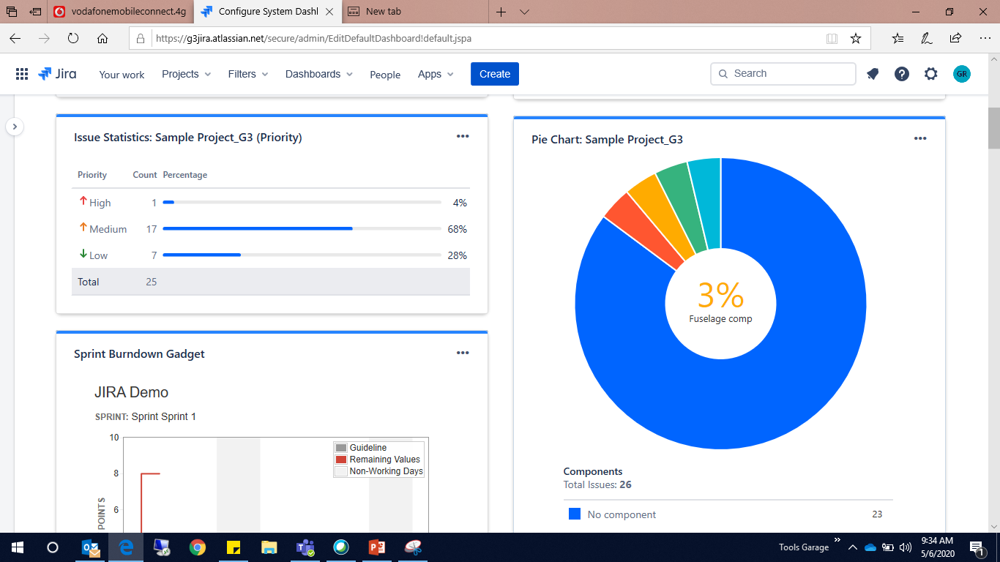 vodafonemobileconnect.4g
Configure System Dashl
New tab
https://g3jira.atlassian.net/secure/admin/EditDefaultDashboard!default.jspa
Jira
Your work
Projects
Filters
Dashboards
People
Apps
Create
Search
GR
Issue Statistics: Sample Project_G3 (Priority)
Priority Count Percentage
High 1 4%
Medium 17 68%
Low 7 28%
Total 25
Sprint Burndown Gadget
JIRA Demo
SPRINT: Sprint Sprint 1
10
8
6
POINTS
Guideline
Remaining Values
Non-Working Days
Pie Chart: Sample Project_G3
3%
Fuselage comp
Components
Total Issues: 26
No component 23
Tools Garage
9:34 AM
5/6/2020
1